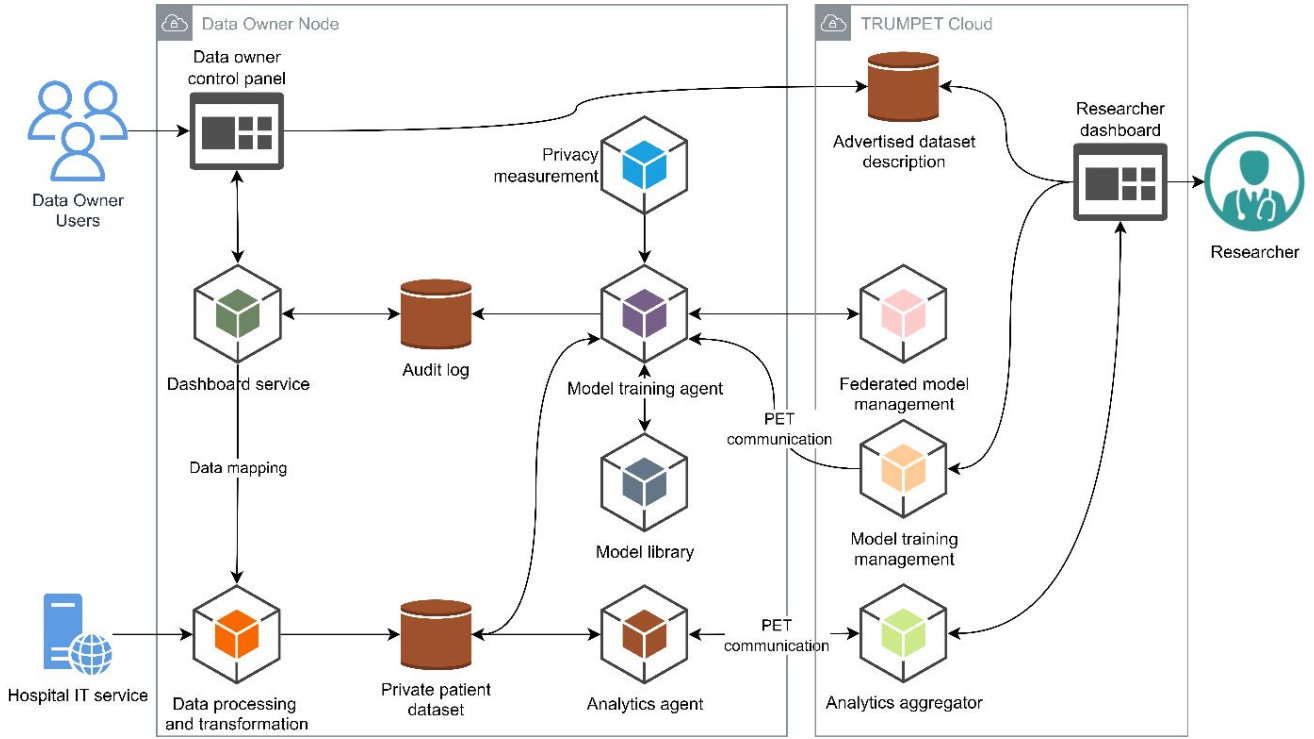 Data Owner Node
TRUMPET Cloud
Data owner
control panel
Data Owner
Users
Privacy
measurement
Advertised dataset
description
Researcher
dashboard
Researcher
Dashboard service
Audit log
Model training agent
Federated model
management
PET
communication
Data mapping
Model library
Model training
management
Hospital IT service
Data processing
and transformation
Private patient
dataset
Analytics agent
PET
communication
Analytics aggregator